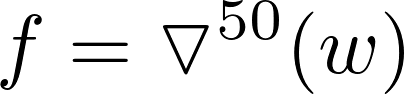 f = ▽⁵⁰(w)